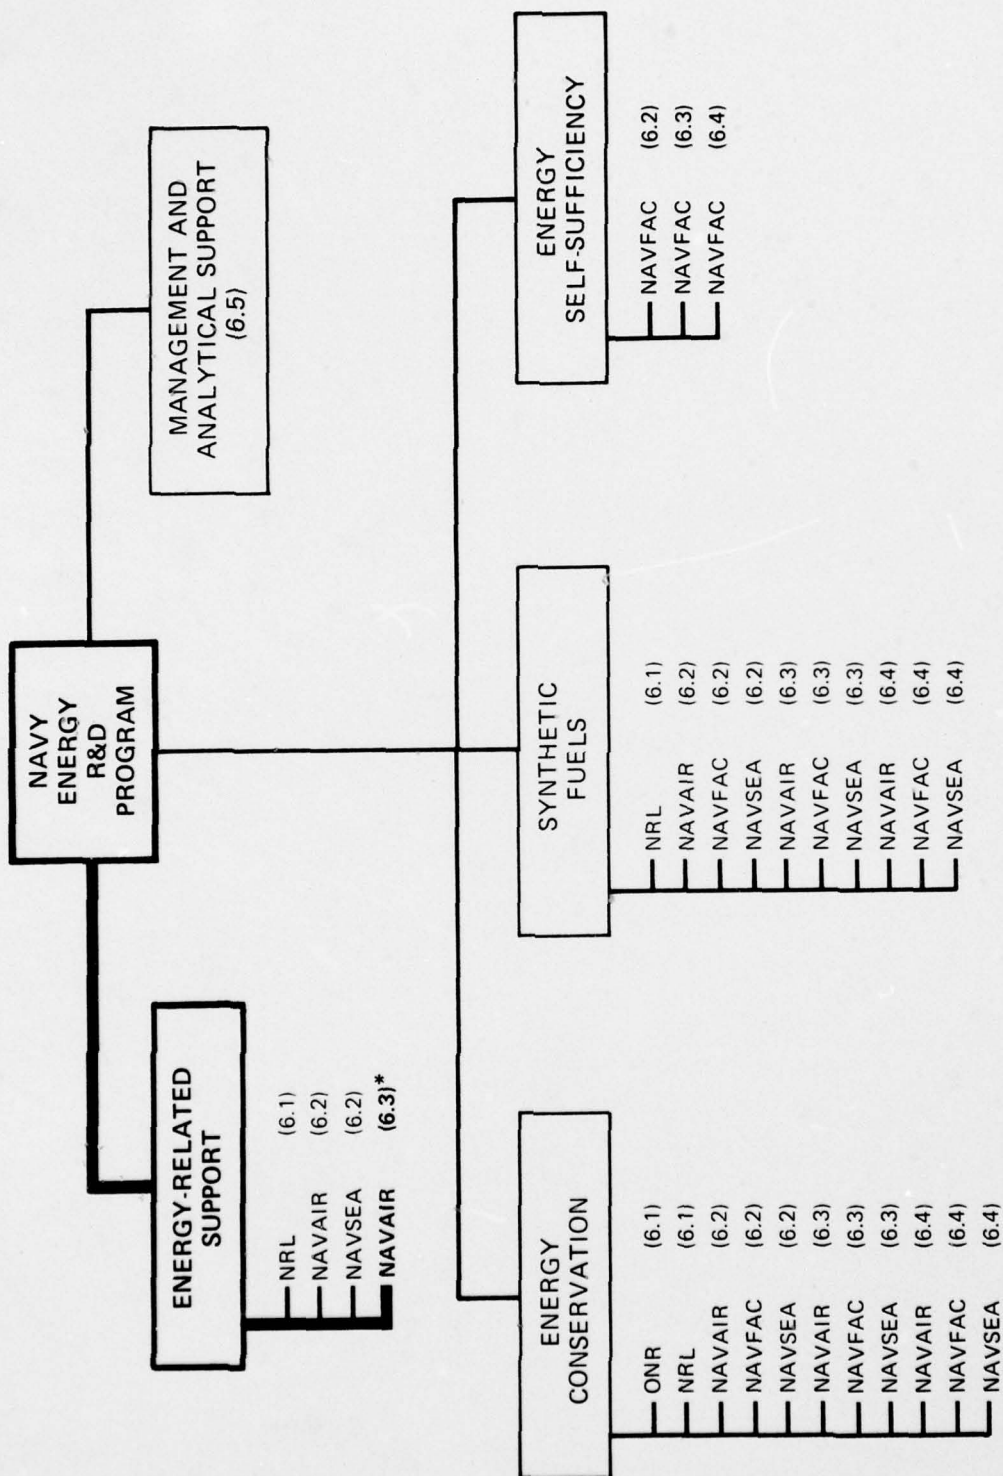 NAVY
ENERGY
R&D
PROGRAM
ENERGY-RELATED
SUPPORT
NRL (6.1)
NAVAIR (6.2)
NAVSEA (6.2)
NAVAIR (6.3)*
MANAGEMENT AND
ANALYTICAL SUPPORT
(6.5)
ENERGY
CONSERVATION
ONR (6.1)
NRL (6.1)
NAVAIR (6.2)
NAVFAC (6.2)
NAVSEA (6.2)
NAVAIR (6.3)
NAVFAC (6.3)
NAVSEA (6.3)
NAVAIR (6.4)
NAVFAC (6.4)
NAVSEA (6.4)
SYNTHETIC
FUELS
NRL (6.1)
NAVAIR (6.2)
NAVFAC (6.2)
NAVSEA (6.2)
NAVAIR (6.3)
NAVFAC (6.3)
NAVSEA (6.3)
NAVAIR (6.4)
NAVFAC (6.4)
NAVSEA (6.4)
ENERGY
SELF-SUFFICIENCY
NAVFAC (6.2)
NAVFAC (6.3)
NAVFAC (6.4)